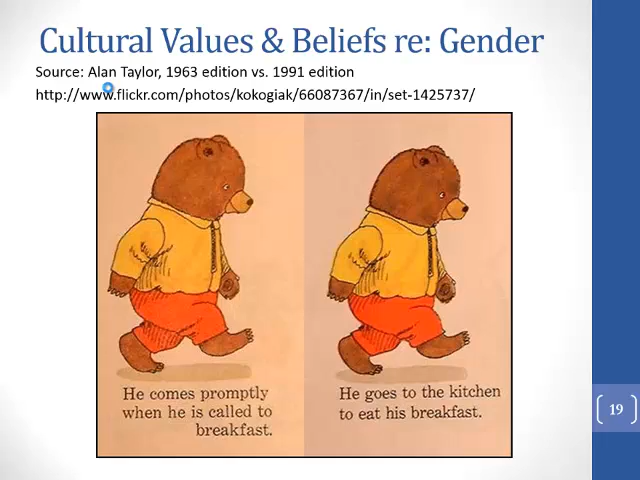 Cultural Values & Beliefs re: Gender
Source: Alan Taylor, 1963 edition vs. 1991 edition
http://www.flickr.com/photos/kokogiak/66087367/in/set-1425737/
He comes promptly
when he is called to
breakfast.
He goes to the kitchen
to eat his breakfast.
19